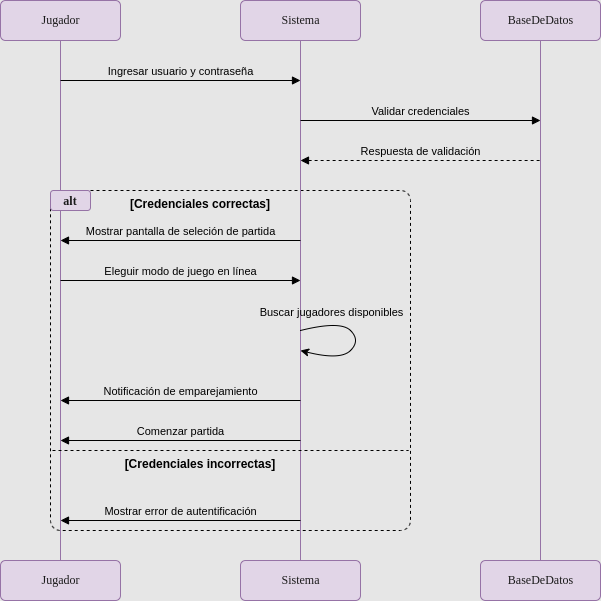 Jugador
Sistema
BaseDeDatos
Ingresar usuario y contraseña
Validar credenciales
Respuesta de validación
alt
[Credenciales correctas]
Mostrar pantalla de seleción de partida
Eleguir modo de juego en línea
Buscar jugadores disponibles
Notificación de emparejamiento
Comenzar partida
[Credenciales incorrectas]
Mostrar error de autentificación
Jugador
Sistema
BaseDeDatos